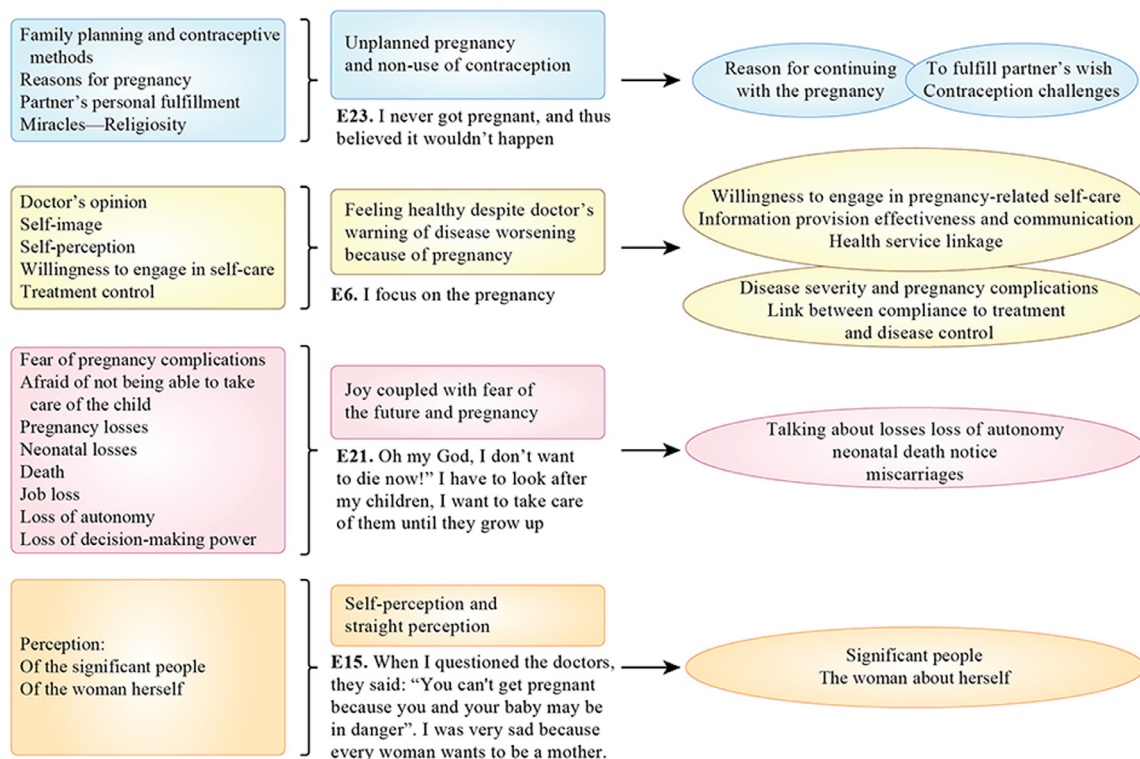 Family planning and contraceptive
methods
Reasons for pregnancy
Partner's personal fulfillment
Miracles—Religiosity
Unplanned pregnancy
and non-use of contraception
E23. I never got pregnant, and thus
believed it wouldn't happen
Reason for continuing
with the pregnancy
To fulfill partner's wish
Contraception challenges
Doctor's opinion
Self-image
Self-perception
Willingness to engage in self-care
Treatment control
Feeling healthy despite doctor's
warning of disease worsening
because of pregnancy
E6. I focus on the pregnancy
Willingness to engage in pregnancy-related self-care
Information provision effectiveness and communication
Health service linkage
Disease severity and pregnancy complications
Link between compliance to treatment
and disease control
Fear of pregnancy complications
Afraid of not being able to take
care of the child
Pregnancy losses
Neonatal losses
Death
Job loss
Loss of autonomy
Loss of decision-making power
Joy coupled with fear of
the future and pregnancy
E21. Oh my God, I don't want
to die now!” I have to look after
my children, I want to take care
of them until they grow up
Talking about losses loss of autonomy
neonatal death notice
miscarriages
Perception:
Of the significant people
Of the woman herself
Self-perception and
straight perception
E15. When I questioned the doctors,
they said: “You can't get pregnant
because you and your baby may be
in danger”. I was very sad because
every woman wants to be a mother.
Significant people
The woman about herself